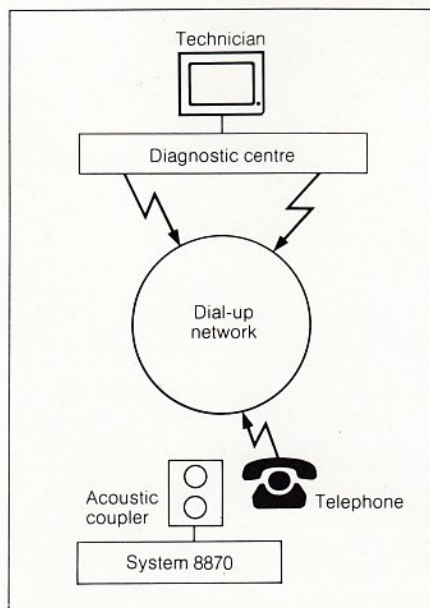 Technician
Diagnostic centre
Dial-up
network
Acoustic
coupler
Telephone
System 8870